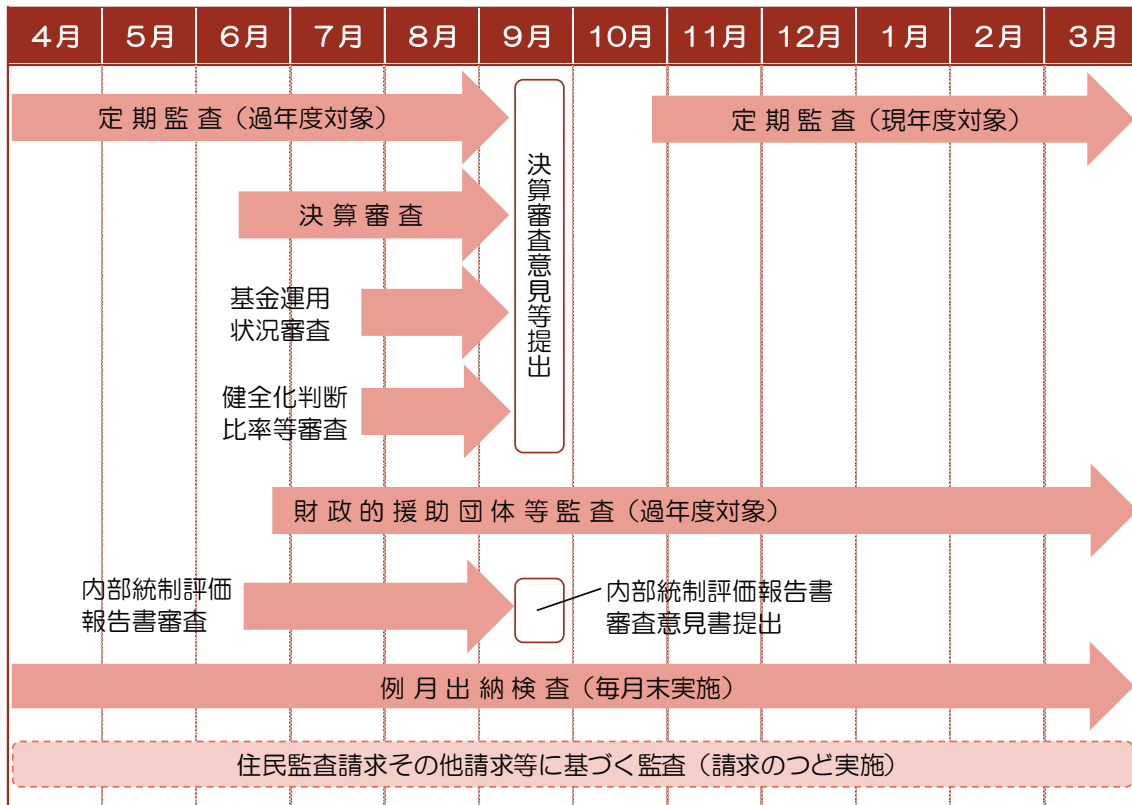 4月 5月 6月 7月 8月 9月 10月 11月 12月 1月 2月 3月
定期監査（過年度対象）
定期監査（現年度対象）
決算審査意見等提出
決算審査
基金運用
状況審査
健全化判断
比率等審査
財政的援助団体等監査（過年度対象）
内部統制評価
報告書審査
内部統制評価報告書
審査意見書提出
例月出納検査（毎月末実施）
住民監査請求その他請求等に基づく監査（請求のつど実施）